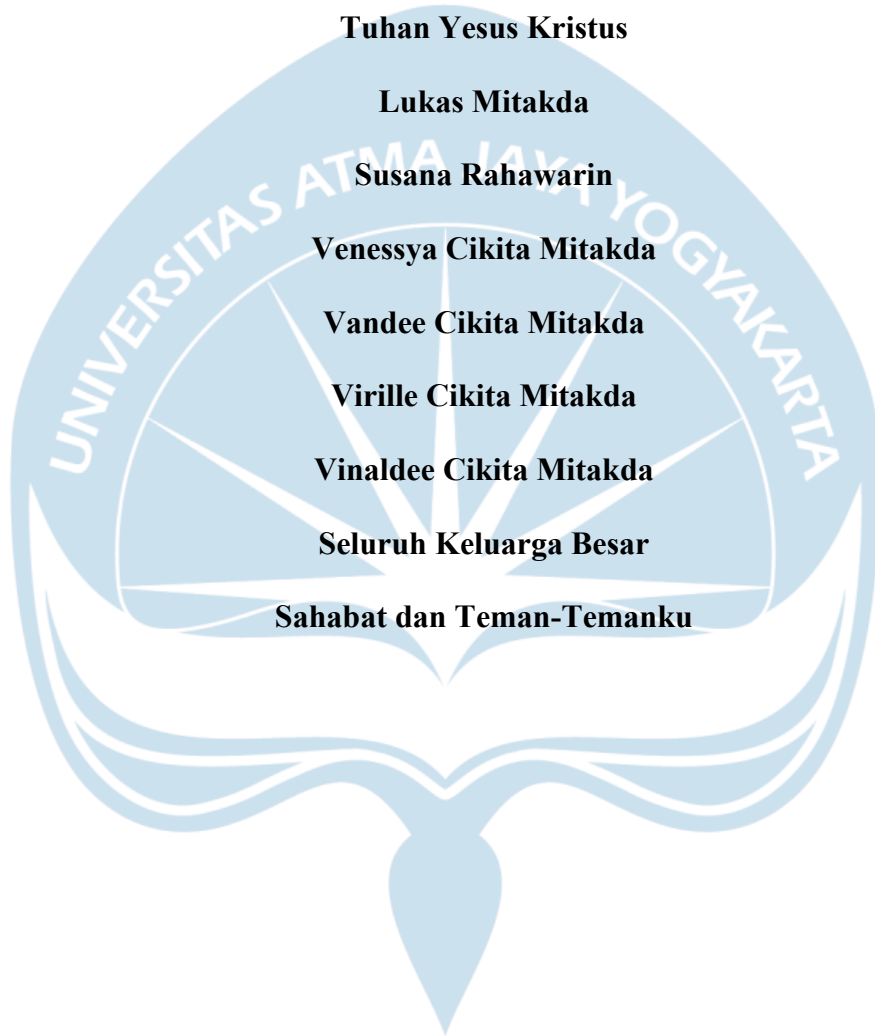 Tuhan Yesus Kristus
Lukas Mitakda
UNIVERSITAS ATMA JAYA YOGYAKARTA
Susana Rahawarin
Venessya Cikita Mitakda
Vandee Cikita Mitakda
Virille Cikita Mitakda
Vinaldee Cikita Mitakda
Seluruh Keluarga Besar
Sahabat dan Teman-Temanku